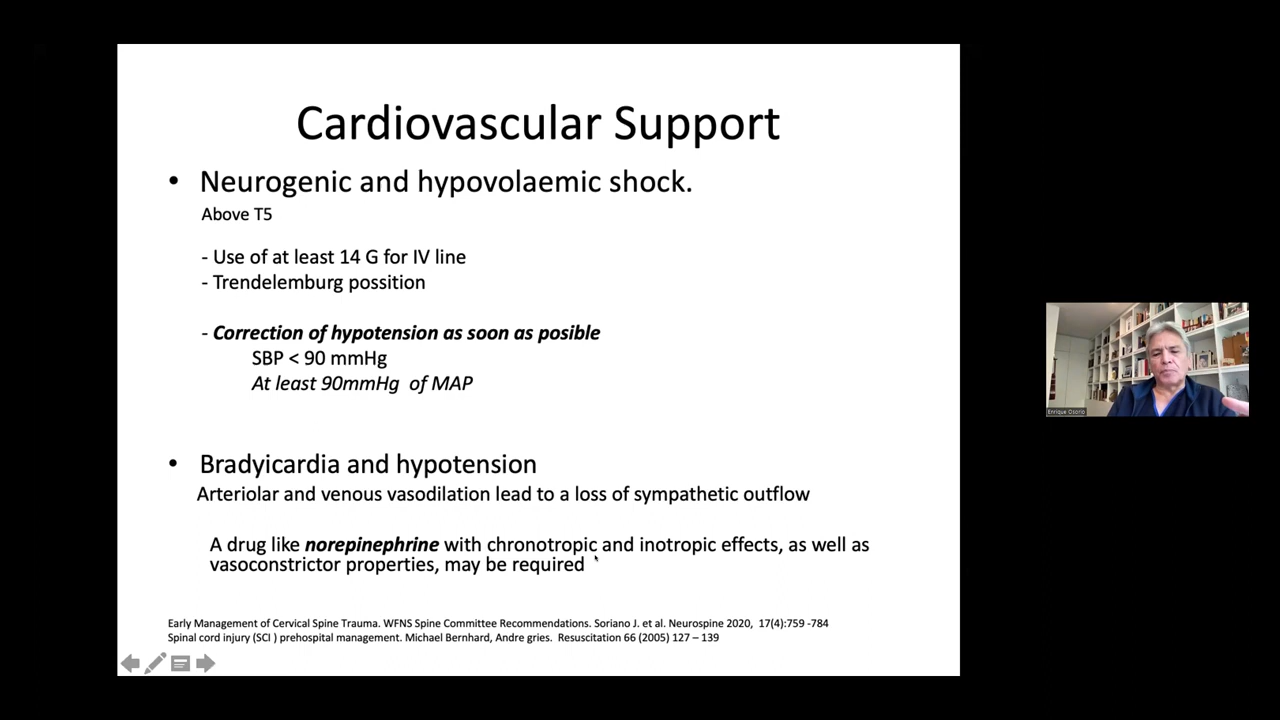 Cardiovascular Support
• Neurogenic and hypovolaemic shock.
Above T5
- Use of at least 14 G for IV line
- Trendelemburg possition
- Correction of hypotension as soon as posible
SBP < 90 mmHg
At least 90mmHg of MAP
• Bradyicardia and hypotension
Arteriolar and venous vasodilation lead to a loss of sympathetic outflow
A drug like norepinephrine with chronotropic and inotropic effects, as well as
vasoconstrictor properties, may be required
Early Management of Cervical Spine Trauma. WFNS Spine Committee Recommendations. Soriano J. et al. Neurospine 2020, 17(4):759 -784
Spinal cord injury (SCI ) prehospital management. Michael Bernhard, Andre gries. Resuscitation 66 (2005) 127 – 139
Enrique Osorio